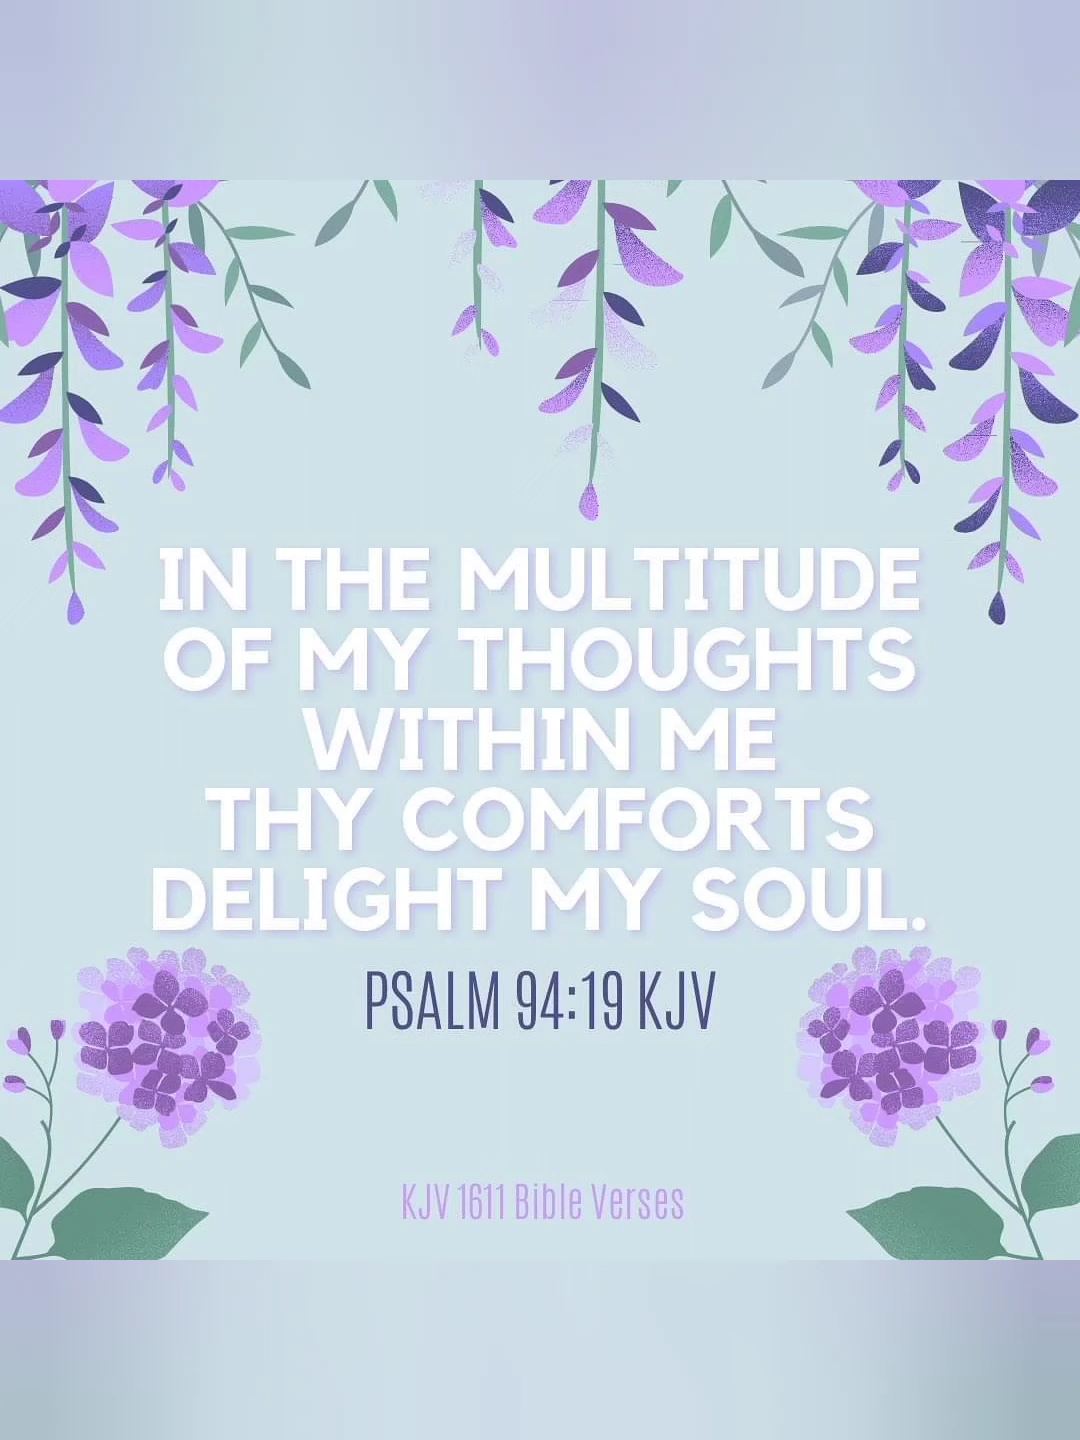 IN THE MULTITUDE
OF MY THOUGHTS
WITHIN ME
THY COMFORTS
DELIGHT MY SOUL.
PSALM 94:19 KJV
KJV 1611 Bible Verses